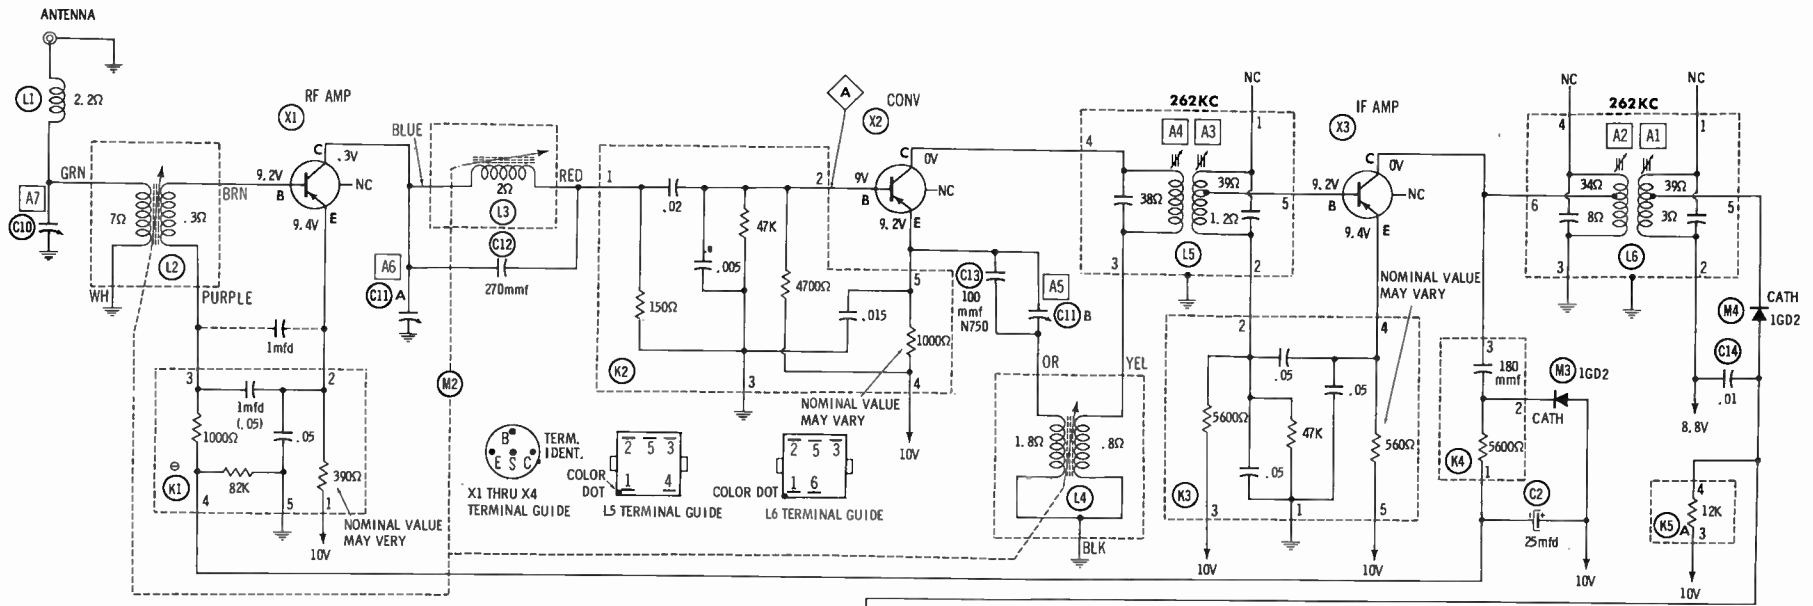 ANTENNA
L1
2.2Ω
A7
C10
GRN
7Ω
.3Ω
L2
WH
PURPLE
BRN
X1
RF AMP
C
.3V
9.2V
B
NC
9.4V
E
1mfd
3
2
1mfd
(.05)
1000Ω
.05
82K
390Ω
⊖
K1
4
5
1
10V
NOMINAL VALUE
MAY VARY
BLUE
A6
C11 A
2Ω
L3
C12
270mmf
RED
M2
1
.02
.005
47K
150Ω
4700Ω
.015
2
K2
3
A
X2
CONV
C
0V
9V
B
NC
9.2V
E
5
1000Ω
4
NOMINAL VALUE
MAY VARY
10V
C13
100
mmf
N750
A5
C11 B
OR
YEL
1.8Ω
.8Ω
L4
BLK
B
E S C
TERM.
IDENT.
X1 THRU X4
TERMINAL GUIDE
2 5 3
1 4
COLOR
DOT
L5 TERMINAL GUIDE
2 5 3
1 6
COLOR DOT
L6 TERMINAL GUIDE
262KC
NC
4
A4
A3
1
38Ω
39Ω
1.2Ω
5
3
L5
2
X3
IF AMP
C
0V
9.2V
B
NC
9.4V
E
NOMINAL VALUE
MAY VARY
2
4
.05
.05
5600Ω
47K
560Ω
.05
K3
3
1
5
10V
10V
3
180
mmf
2
M3
1GD2
CATH
5600Ω
K4
1
C2
25mfd
10V
10V
NC
NC
262KC
4
A2
A1
1
34Ω
39Ω
6
8Ω
3Ω
5
3
L6
2
CATH
M4
1GD2
C14
.01
8.8V
4
12K
K5 A
3
10V